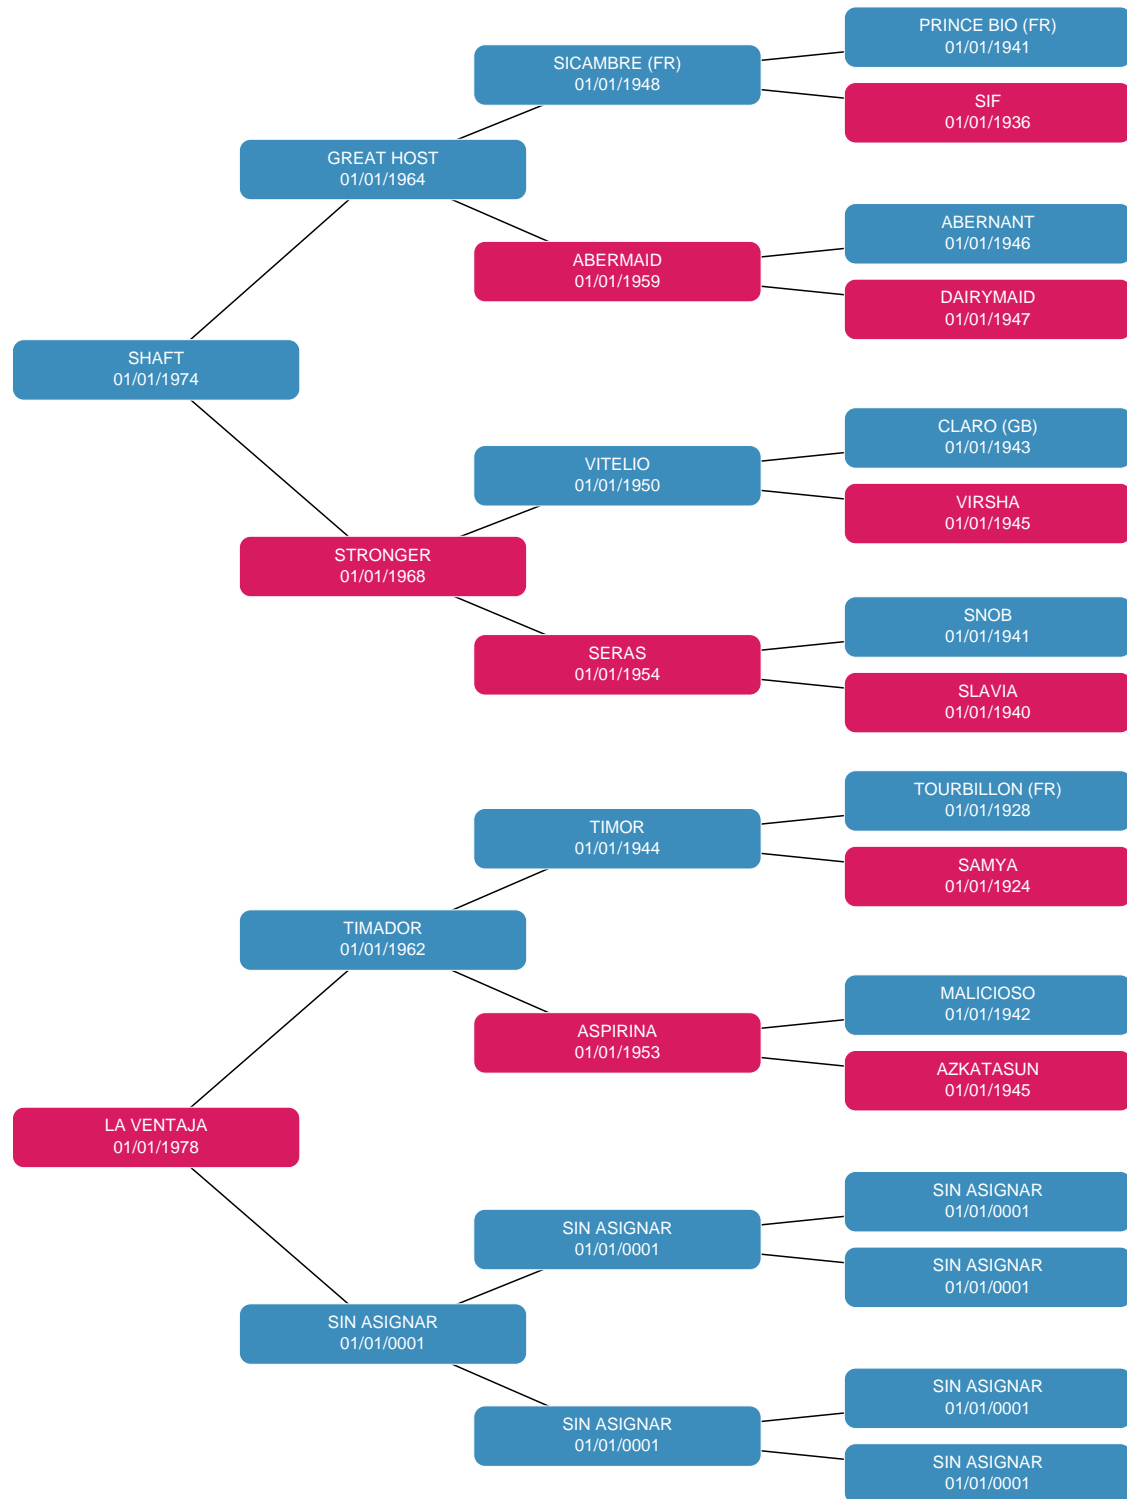 PRINCE BIO (FR)
01/01/1941
SICAMBRE (FR)
01/01/1948
SIF
01/01/1936
GREAT HOST
01/01/1964
ABERNANT
01/01/1946
ABERMAID
01/01/1959
DAIRYMAID
01/01/1947
SHAFT
01/01/1974
CLARO (GB)
01/01/1943
VITELIO
01/01/1950
VIRSHA
01/01/1945
STRONGER
01/01/1968
SNOB
01/01/1941
SERAS
01/01/1954
SLAVIA
01/01/1940
TOURBILLON (FR)
01/01/1928
TIMOR
01/01/1944
SAMYA
01/01/1924
TIMADOR
01/01/1962
MALICIOSO
01/01/1942
ASPIRINA
01/01/1953
AZKATASUN
01/01/1945
LA VENTAJA
01/01/1978
SIN ASIGNAR
01/01/0001
SIN ASIGNAR
01/01/0001
SIN ASIGNAR
01/01/0001
SIN ASIGNAR
01/01/0001
SIN ASIGNAR
01/01/0001
SIN ASIGNAR
01/01/0001
SIN ASIGNAR
01/01/0001